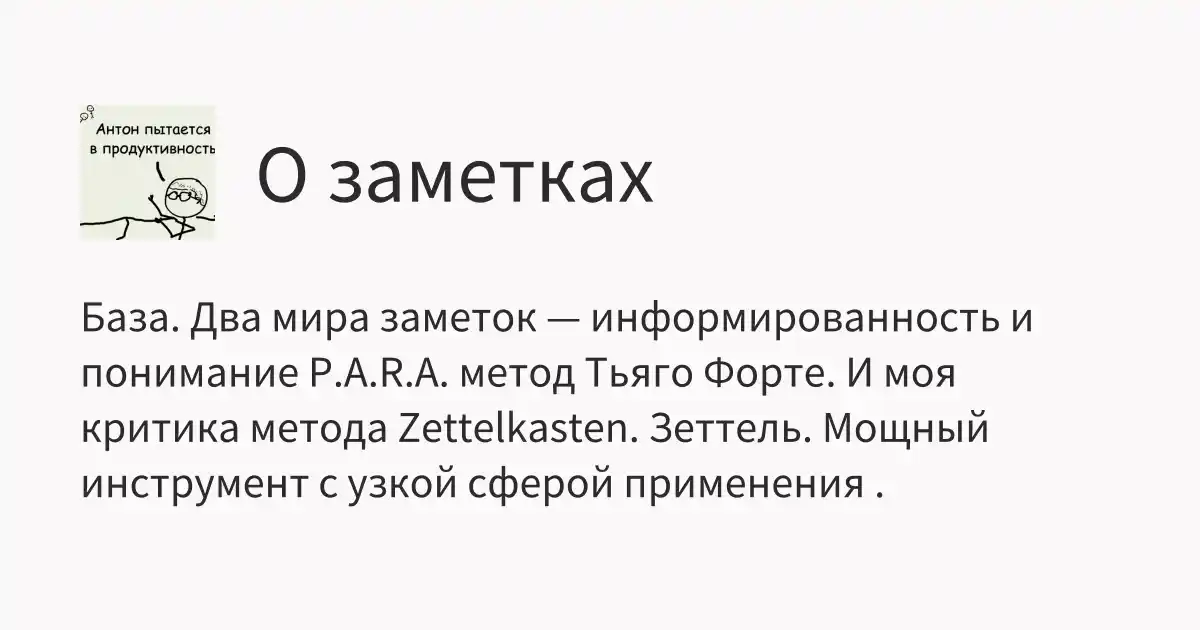 Антон пытается
в продуктивность
О заметках
База. Два мира заметок — информированность и
понимание P.A.R.A. метод Тьяго Форте. И моя
критика метода Zettelkasten. Зеттель. Мощный
инструмент с узкой сферой применения .